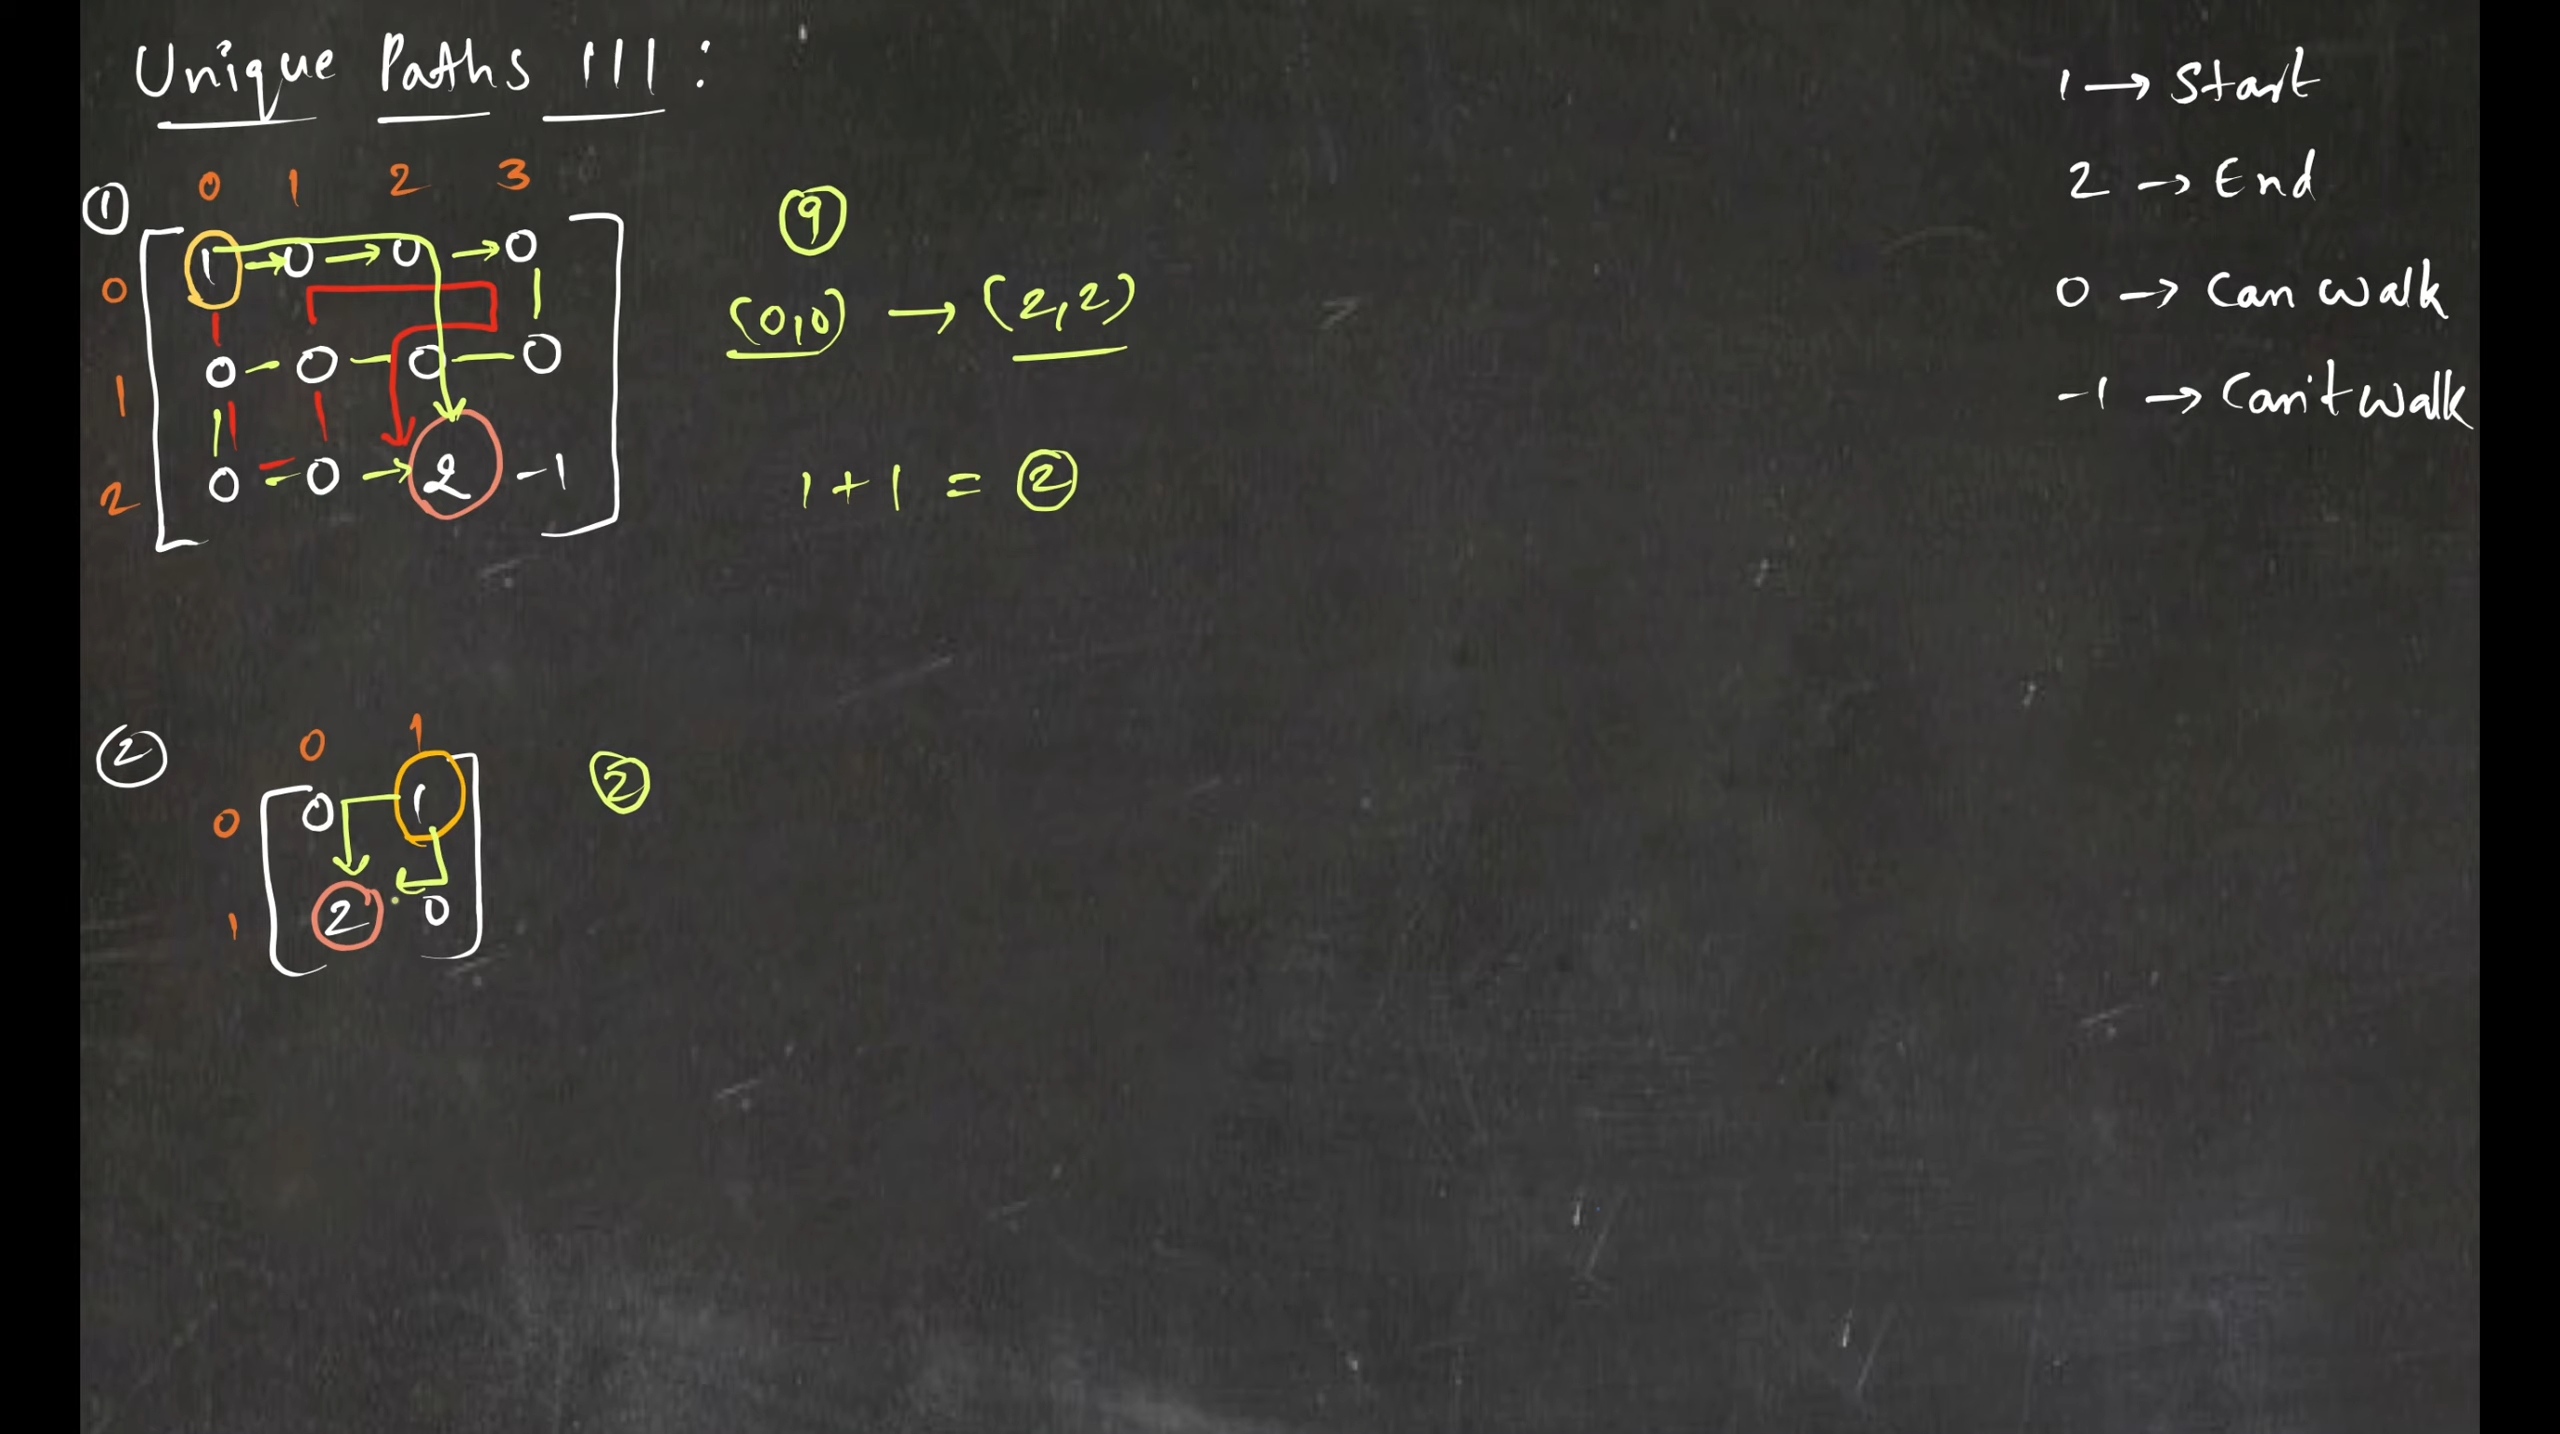 Unique Paths III :
1 → Start
2 → End
0 → Can walk
-1 → Can't walk
①
0 1 2 3
0 1 → 0 → 0 → 0
1 0 - 0 - 0 - 0
2 0 = 0 → 2 -1
9
(0,0) → (2,2)
1 + 1 = 2
②
0 1
0 0 1
1 2 0
2